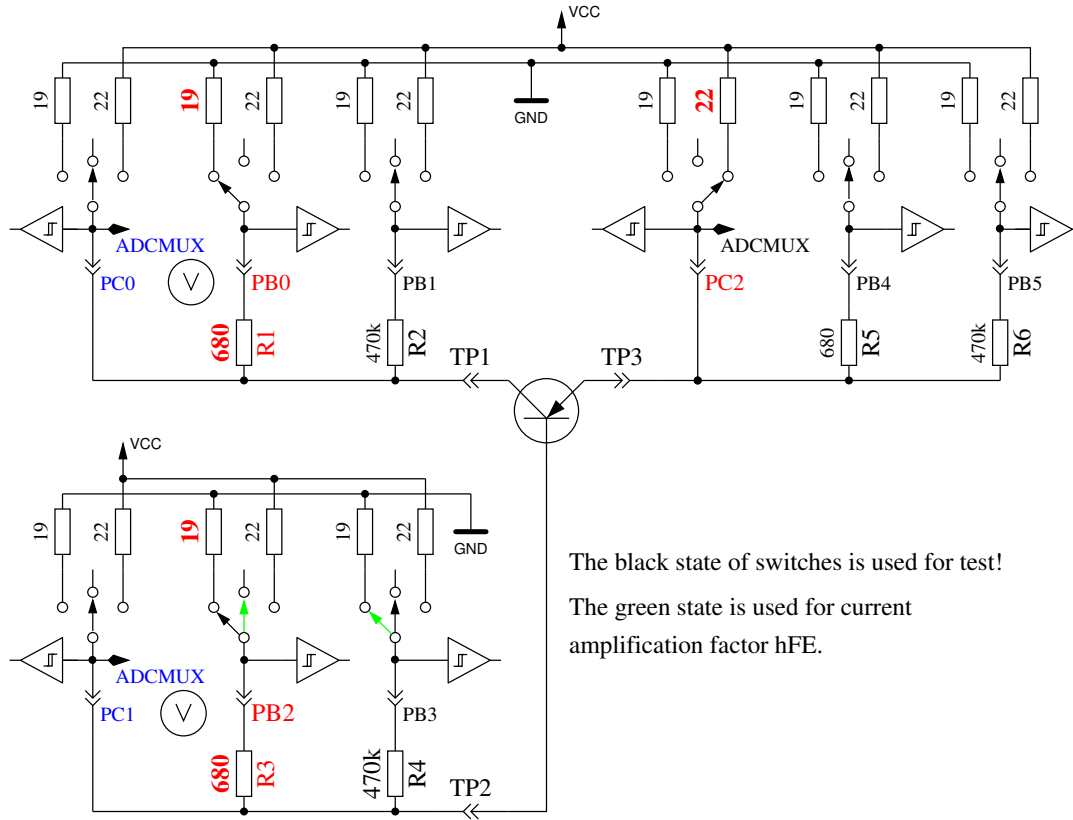 VCC
19
22
19
22
19
22
GND
19
22
19
22
19
22
ADCMUX
ADCMUX
PC0
V
PB0
PB1
PC2
PB4
PB5
680
R1
470k
R2
680
R5
470k
R6
TP1
TP3
VCC
19
22
19
22
19
22
GND
The black state of switches is used for test!
The green state is used for current
amplification factor hFE.
ADCMUX
PC1
V
PB2
PB3
680
R3
470k
R4
TP2